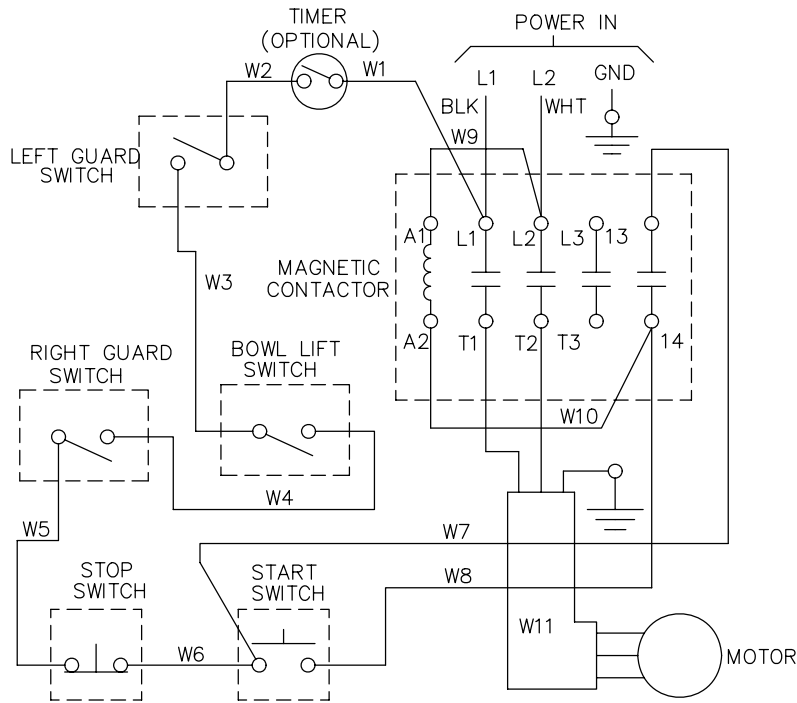 TIMER
(OPTIONAL)
POWER IN
W2
W1
L1
L2
GND
BLK
WHT
W9
LEFT GUARD
SWITCH
A1
L1
L2
L3
13
W3
MAGNETIC
CONTACTOR
A2
T1
T2
T3
14
RIGHT GUARD
SWITCH
BOWL LIFT
SWITCH
W10
W4
W5
W7
STOP
SWITCH
START
SWITCH
W8
W11
W6
MOTOR